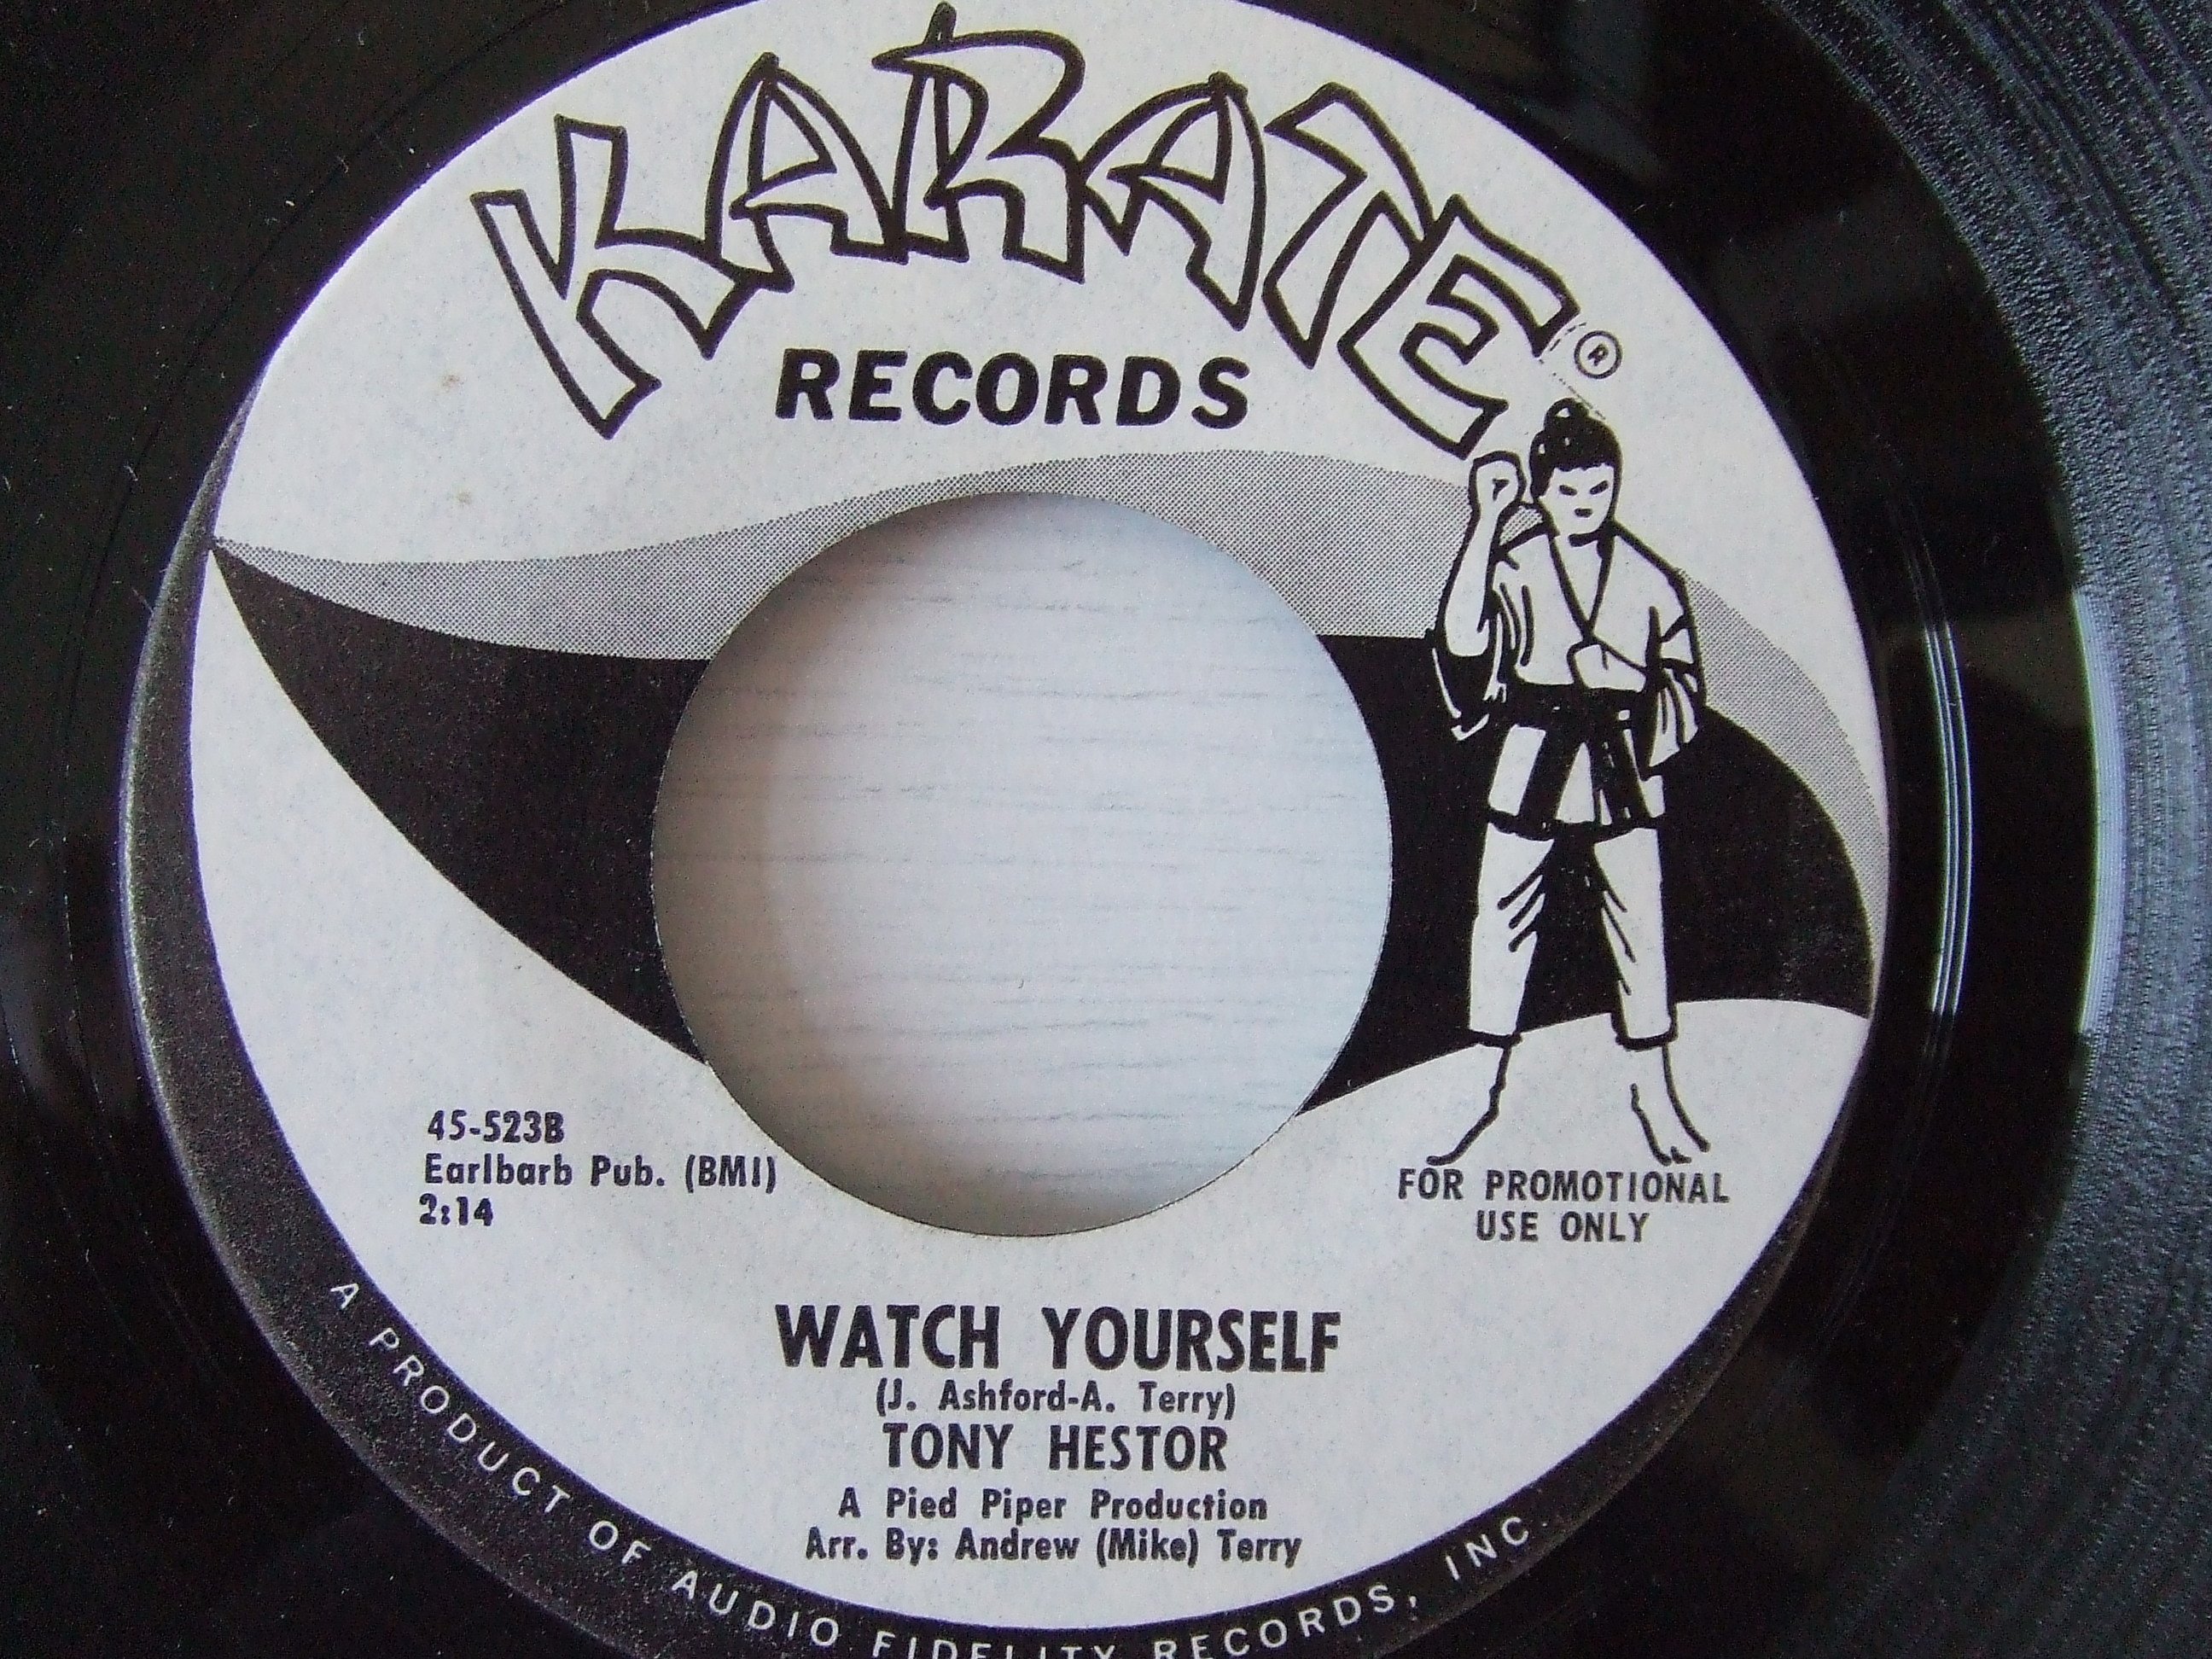 KARATE ®
RECORDS
45-523B
Earlbarb Pub. (BMI)
2:14
FOR PROMOTIONAL
USE ONLY
WATCH YOURSELF
(J. Ashford-A. Terry)
TONY HESTOR
A Pied Piper Production
Arr. By: Andrew (Mike) Terry
A PRODUCT OF AUDIO FIDELITY RECORDS, INC.